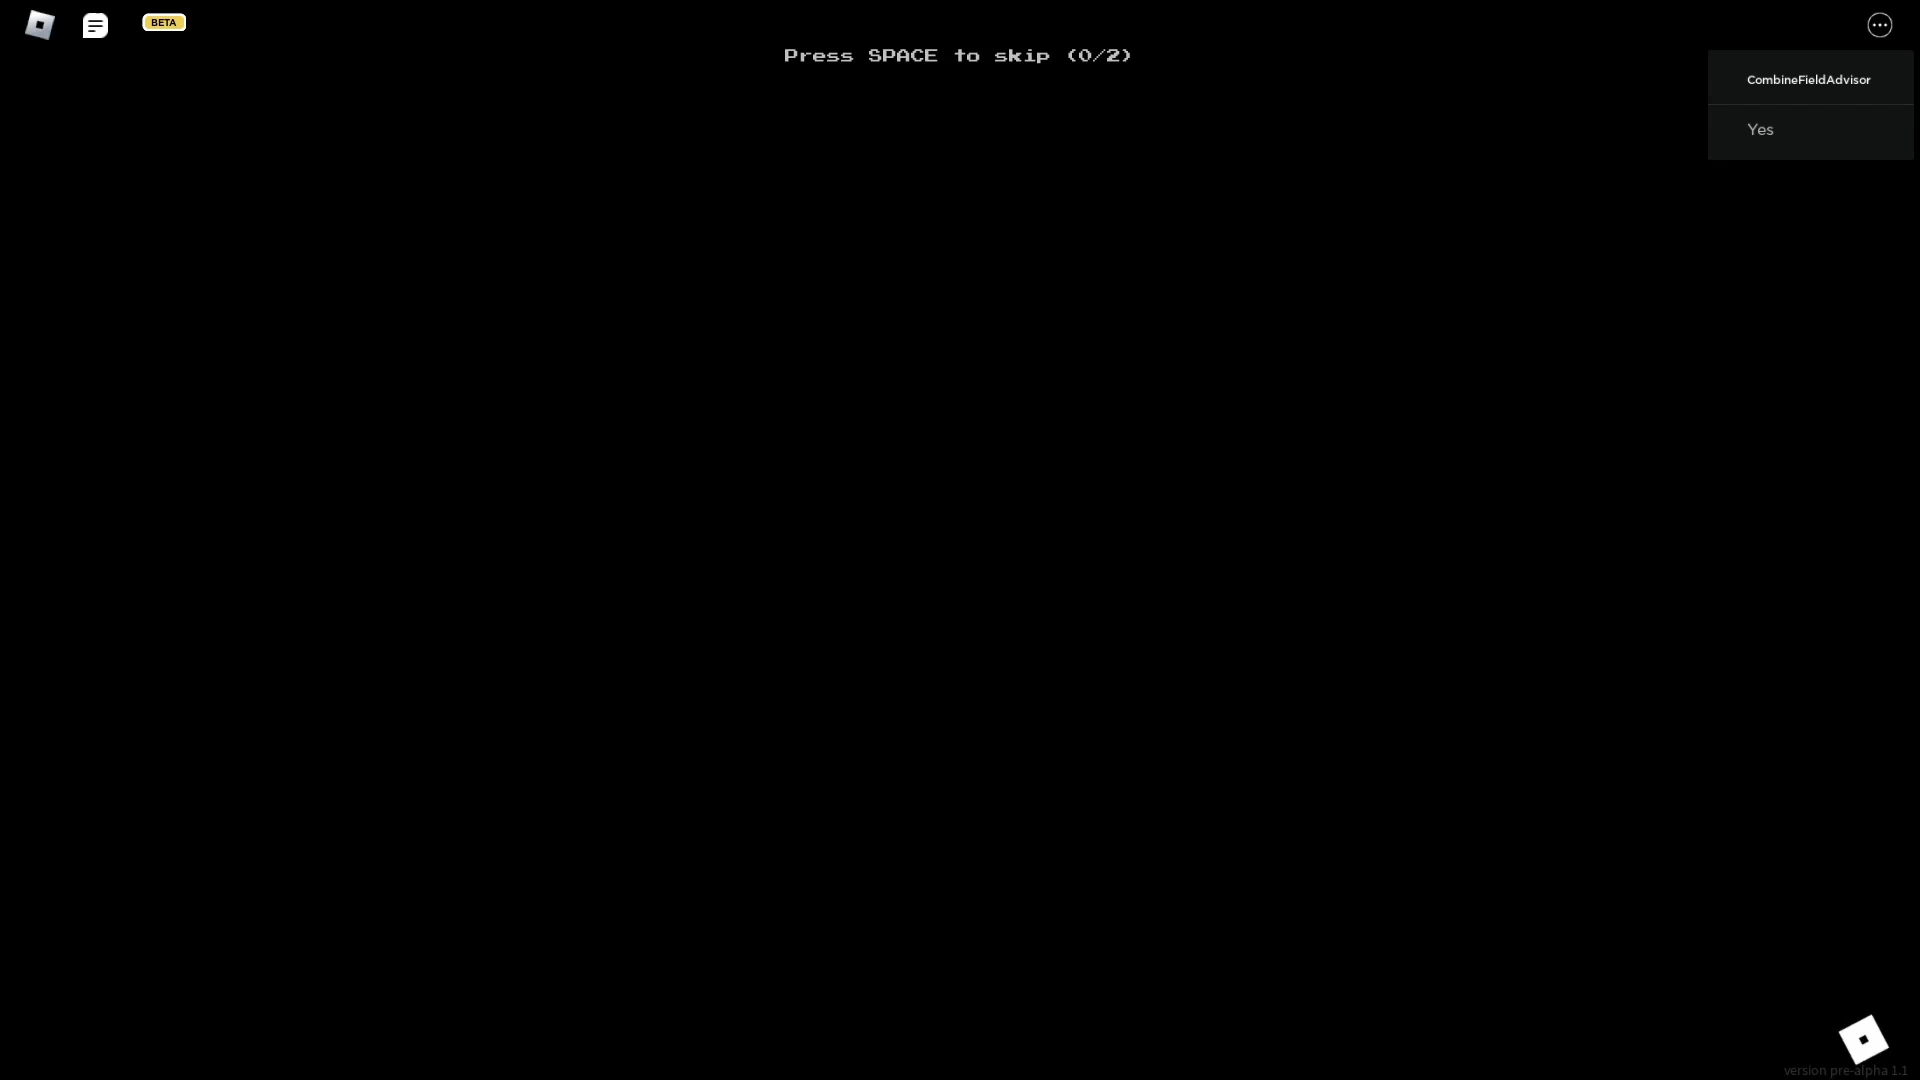 BETA
Press SPACE to skip (0/2)
CombineFieldAdvisor
Yes
version pre-alpha 1.1